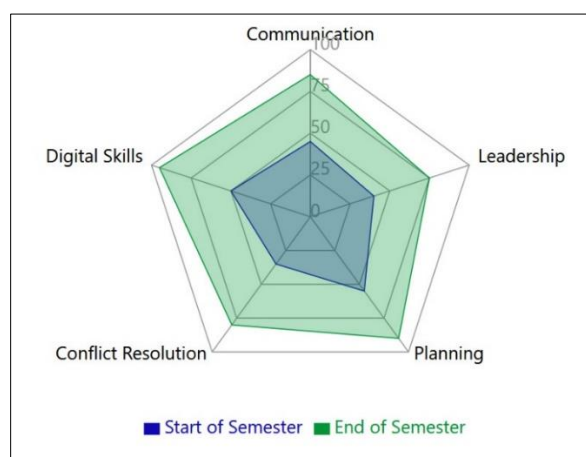 Communication
100
75
Digital Skills
Leadership
50
25
0
Conflict Resolution
Planning
Start of Semester
End of Semester